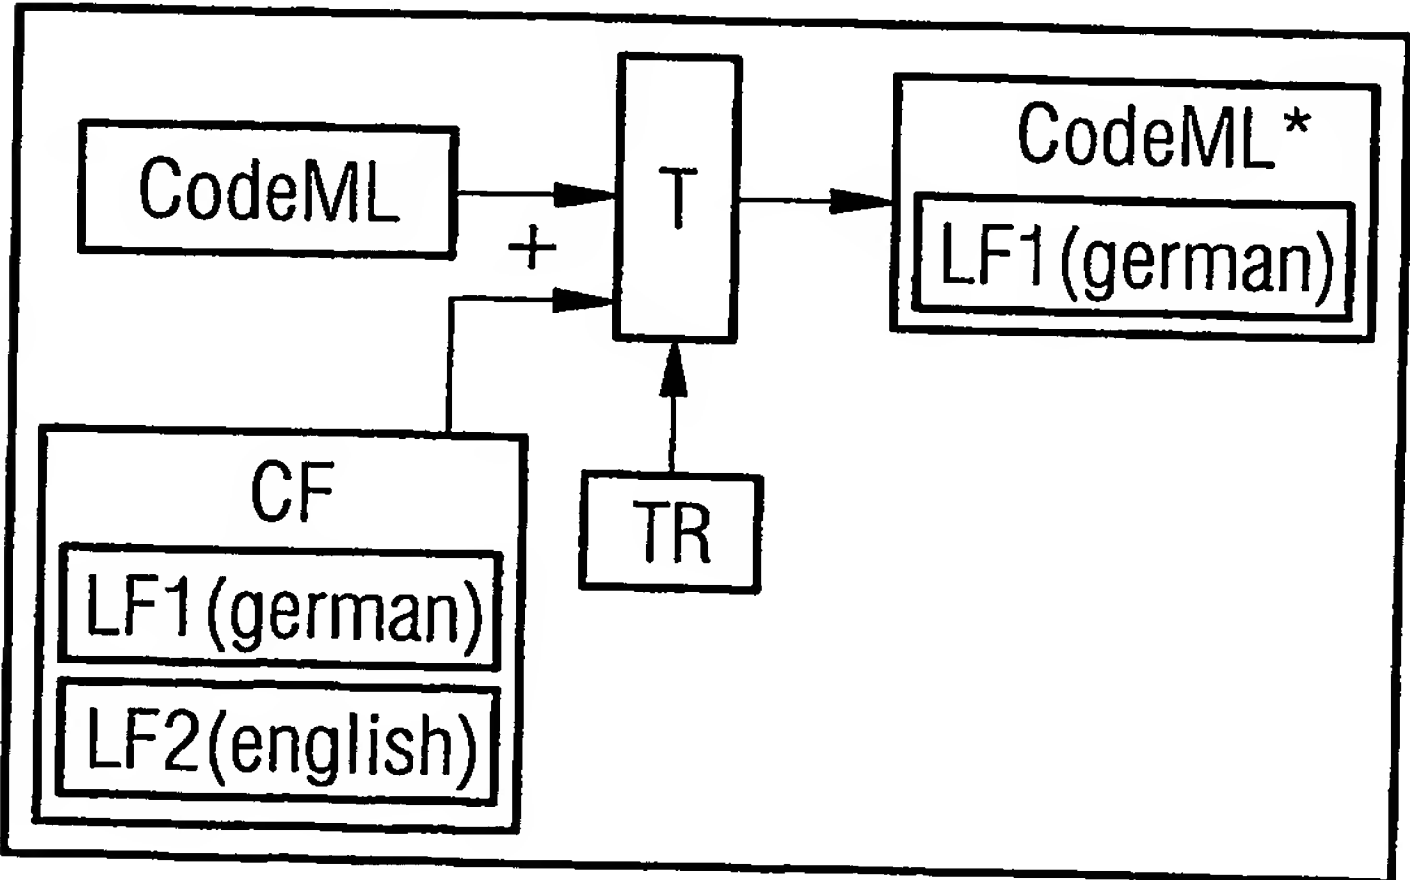 CodeML
+
T
CodeML*
LF1(german)
CF
LF1(german)
LF2(english)
TR